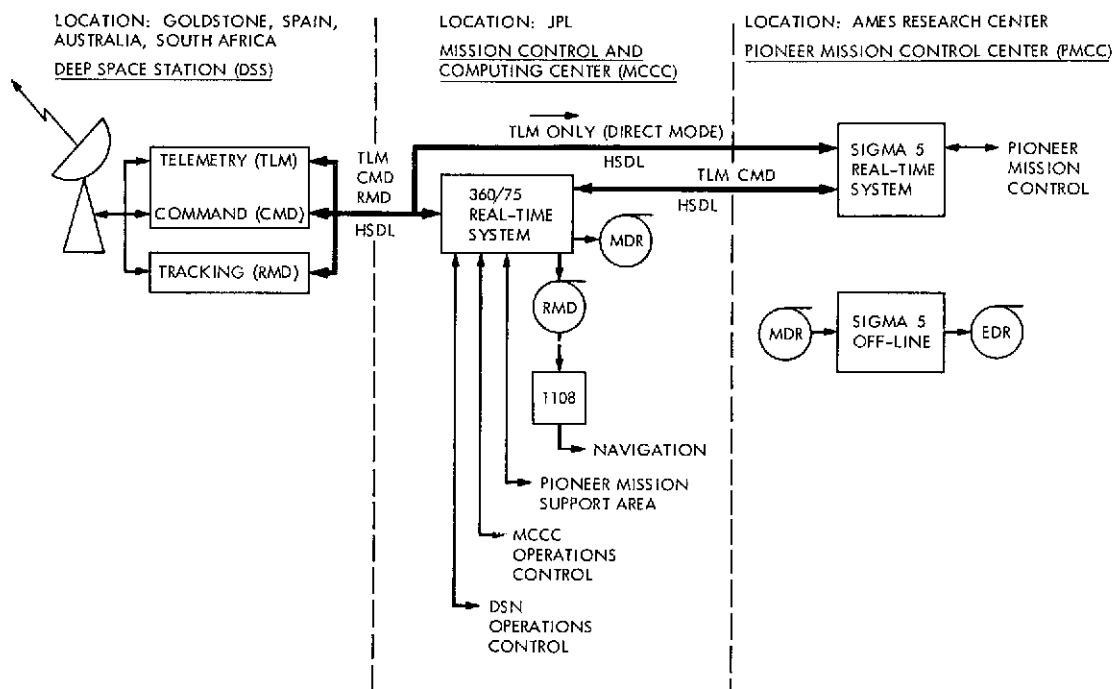 LOCATION: GOLDSTONE, SPAIN,
AUSTRALIA, SOUTH AFRICA
DEEP SPACE STATION (DSS)
TELEMETRY (TLM)
COMMAND (CMD)
TRACKING (RMD)
TLM
CMD
RMD
HSDL
LOCATION: JPL
MISSION CONTROL AND
COMPUTING CENTER (MCCC)
TLM ONLY (DIRECT MODE)
HSDL
TLM CMD
HSDL
360/75
REAL-TIME
SYSTEM
MDR
RMD
1108
NAVIGATION
PIONEER MISSION
SUPPORT AREA
MCCC
OPERATIONS
CONTROL
DSN
OPERATIONS
CONTROL
LOCATION: AMES RESEARCH CENTER
PIONEER MISSION CONTROL CENTER (PMCC)
SIGMA 5
REAL-TIME
SYSTEM
PIONEER
MISSION
CONTROL
MDR
SIGMA 5
OFF-LINE
EDR